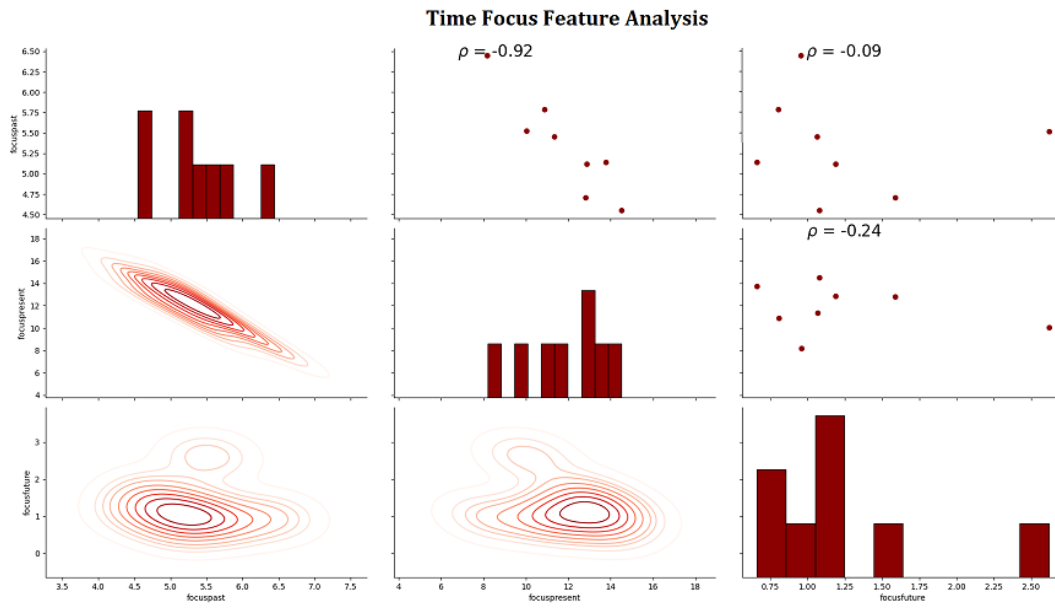 Time Focus Feature Analysis
ρ = -0.92
ρ = -0.09
6.50
6.25
6.00
5.75
5.50
5.25
5.00
4.75
4.50
focuspast
ρ = -0.24
18
16
14
12
10
8
6
4
focuspresent
3
2
1
0
focusfuture
3.5 4.0 4.5 5.0 5.5 6.0 6.5 7.0 7.5
focuspast
4 6 8 10 12 14 16 18
focuspresent
0.75 1.00 1.25 1.50 1.75 2.00 2.25 2.50
focusfuture